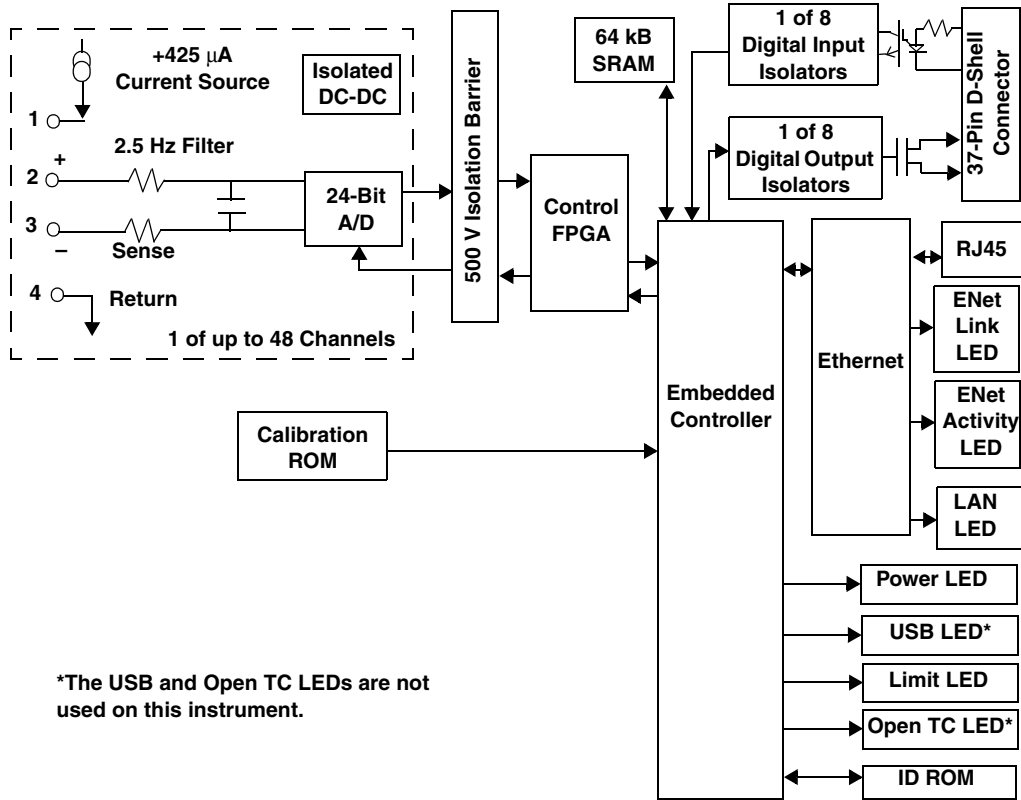 +425 µA
Current Source
Isolated
DC-DC
1
2.5 Hz Filter
+
2
3
–
Sense
24-Bit
A/D
4
Return
1 of up to 48 Channels
500 V Isolation Barrier
Control
FPGA
64 kB
SRAM
1 of 8
Digital Input
Isolators
1 of 8
Digital Output
Isolators
37-Pin D-Shell
Connector
Calibration
ROM
Embedded
Controller
Ethernet
RJ45
ENet
Link
LED
ENet
Activity
LED
LAN
LED
Power LED
USB LED*
Limit LED
Open TC LED*
ID ROM
*The USB and Open TC LEDs are not
used on this instrument.